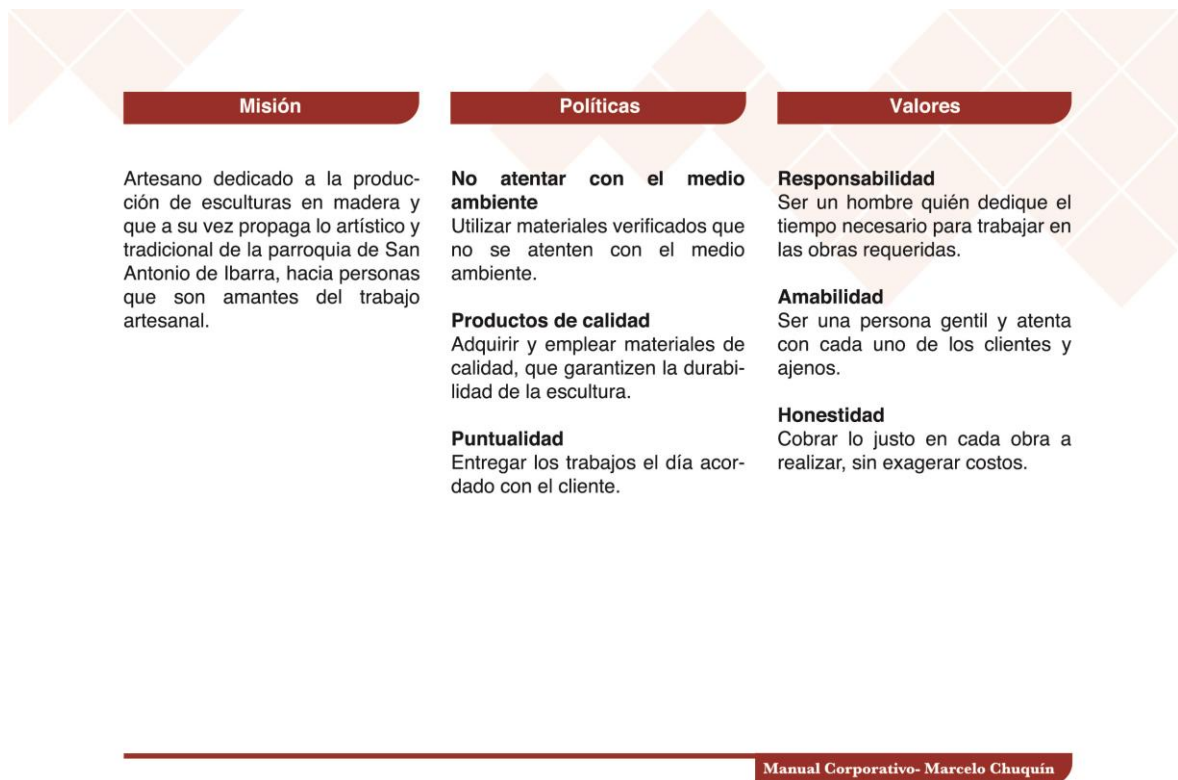 Misión
Artesano dedicado a la produc-
ción de esculturas en madera y
que a su vez propaga lo artístico y
tradicional de la parroquia de San
Antonio de Ibarra, hacia personas
que son amantes del trabajo
artesanal.
Políticas
No atentar con el medio
ambiente
Utilizar materiales verificados que
no se atenten con el medio
ambiente.
Productos de calidad
Adquirir y emplear materiales de
calidad, que garantizen la durabi-
lidad de la escultura.
Puntualidad
Entregar los trabajos el día acor-
dado con el cliente.
Valores
Responsabilidad
Ser un hombre quién dedique el
tiempo necesario para trabajar en
las obras requeridas.
Amabilidad
Ser una persona gentil y atenta
con cada uno de los clientes y
ajenos.
Honestidad
Cobrar lo justo en cada obra a
realizar, sin exagerar costos.
Manual Corporativo- Marcelo Chuquín